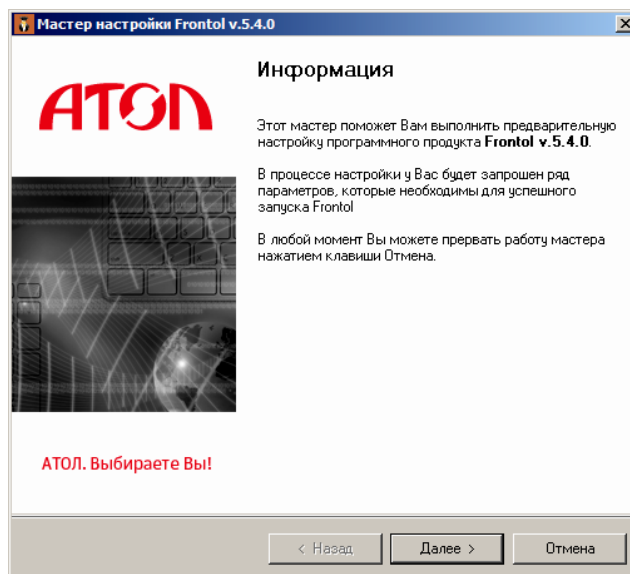 Мастер настройки Frontol v.5.4.0
АТОЛ
Информация
Этот мастер поможет Вам выполнить предварительную
настройку программного продукта Frontol v.5.4.0.
В процессе настройки у Вас будет запрошен ряд
параметров, которые необходимы для успешного
запуска Frontol
В любой момент Вы можете прервать работу мастера
нажатием клавиши Отмена.
АТОЛ. Выбираете Вы!
< Назад
Далее >
Отмена